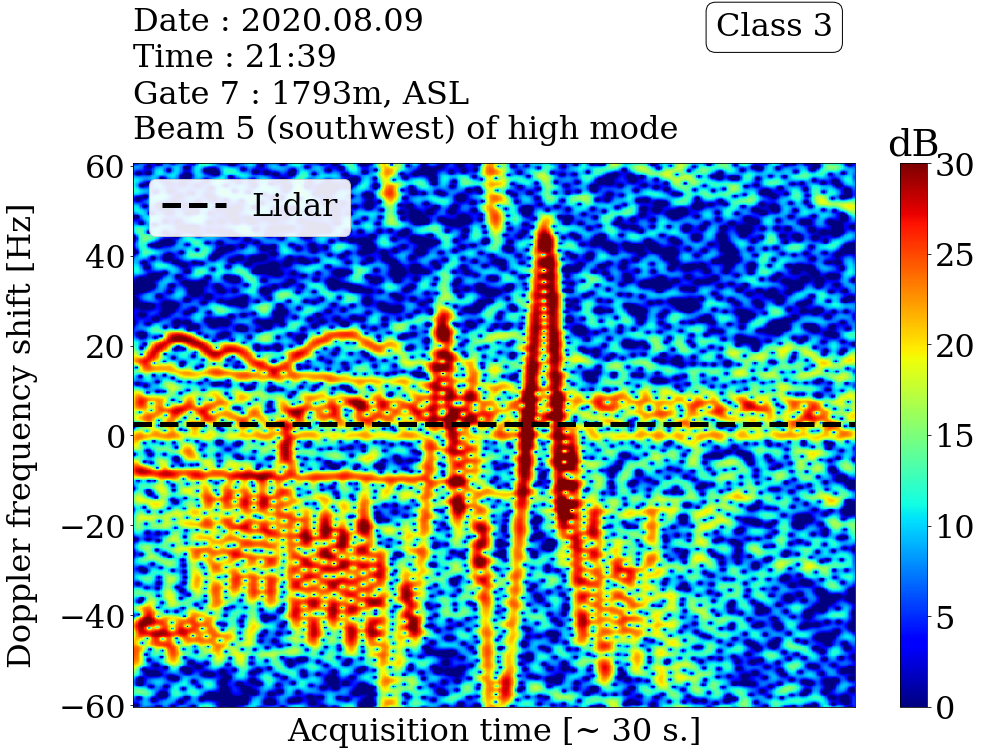 Date : 2020.08.09
Time : 21:39
Gate 7 : 1793m, ASL
Beam 5 (southwest) of high mode
Class 3
dB
Lidar
Doppler frequency shift [Hz]
60
40
20
0
−20
−40
−60
30
25
20
15
10
5
0
Acquisition time [~ 30 s.]